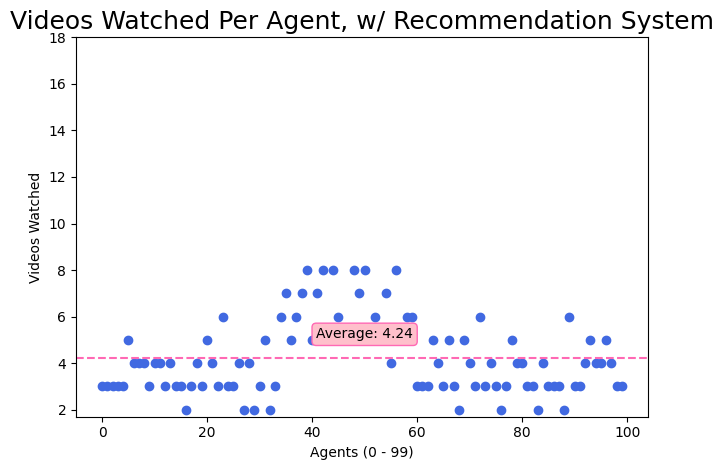 Videos Watched Per Agent, w/ Recommendation System
18
16
14
12
10
8
6
4
2
Videos Watched
Average: 4.24
0 20 40 60 80 100
Agents (0 - 99)